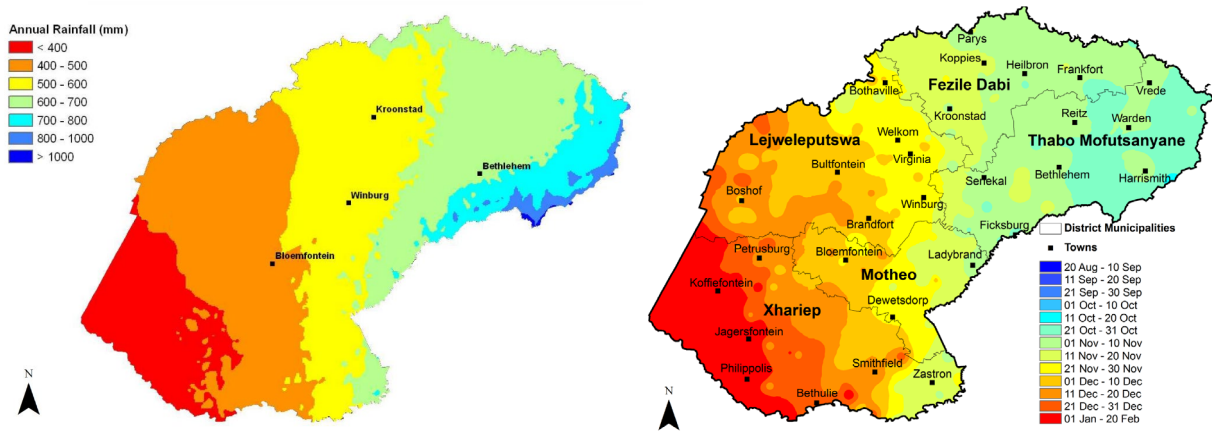 Annual Rainfall (mm)
< 400
400 - 500
500 - 600
600 - 700
700 - 800
800 - 1000
> 1000
Kroonstad
Bethlehem
Winburg
Bloemfontein
N
Parys
Koppies
Heilbron
Frankfort
Fezile Dabi
Vrede
Bothaville
Kroonstad
Reitz
Warden
Welkom
Lejweleputswa
Thabo Mofutsanyane
Virginia
Bultfontein
Bethlehem
Harrismith
Senekal
Boshof
Winburg
Brandfort
Ficksburg
Petrusburg
Bloemfontein
Ladybrand
Motheo
Koffiefontein
Dewetsdorp
Xhariep
Jagersfontein
Smithfield
Philippolis
Zastron
Bethulie
N
District Municipalities
Towns
20 Aug - 10 Sep
11 Sep - 20 Sep
21 Sep - 30 Sep
01 Oct - 10 Oct
11 Oct - 20 Oct
21 Oct - 31 Oct
01 Nov - 10 Nov
11 Nov - 20 Nov
21 Nov - 30 Nov
01 Dec - 10 Dec
11 Dec - 20 Dec
21 Dec - 31 Dec
01 Jan - 20 Feb